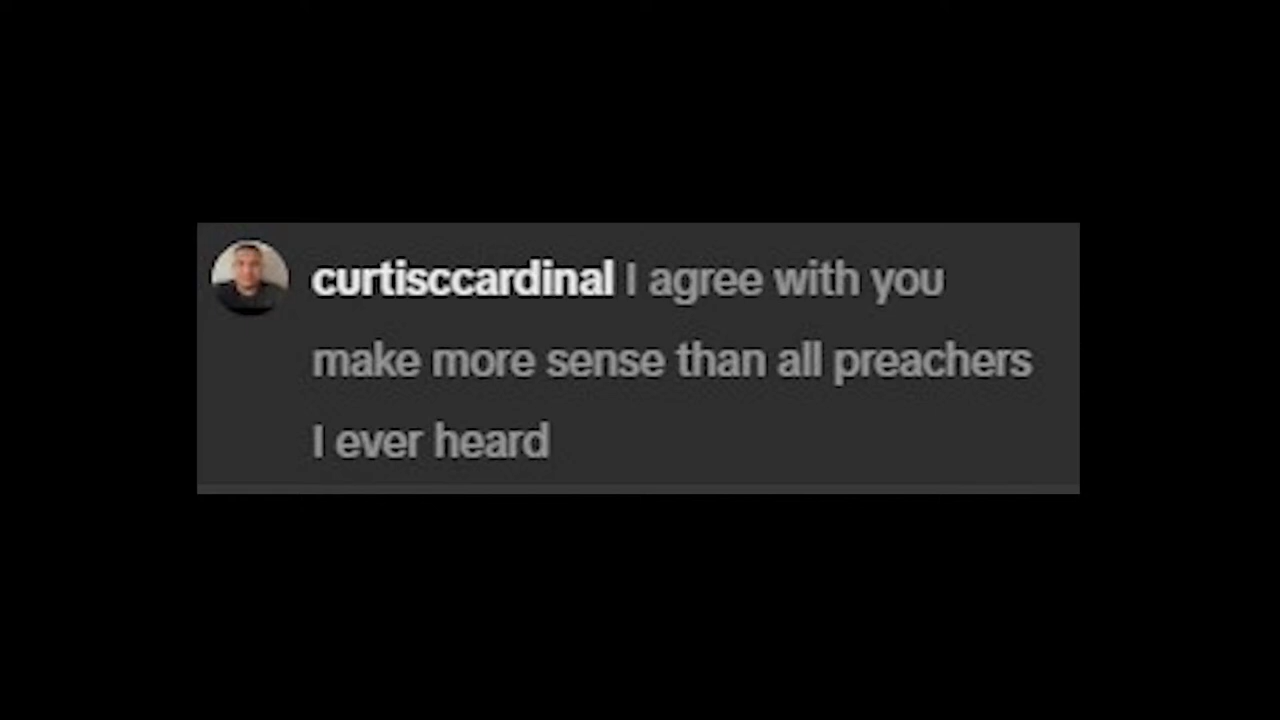 curtisccardinal I agree with you
make more sense than all preachers
I ever heard